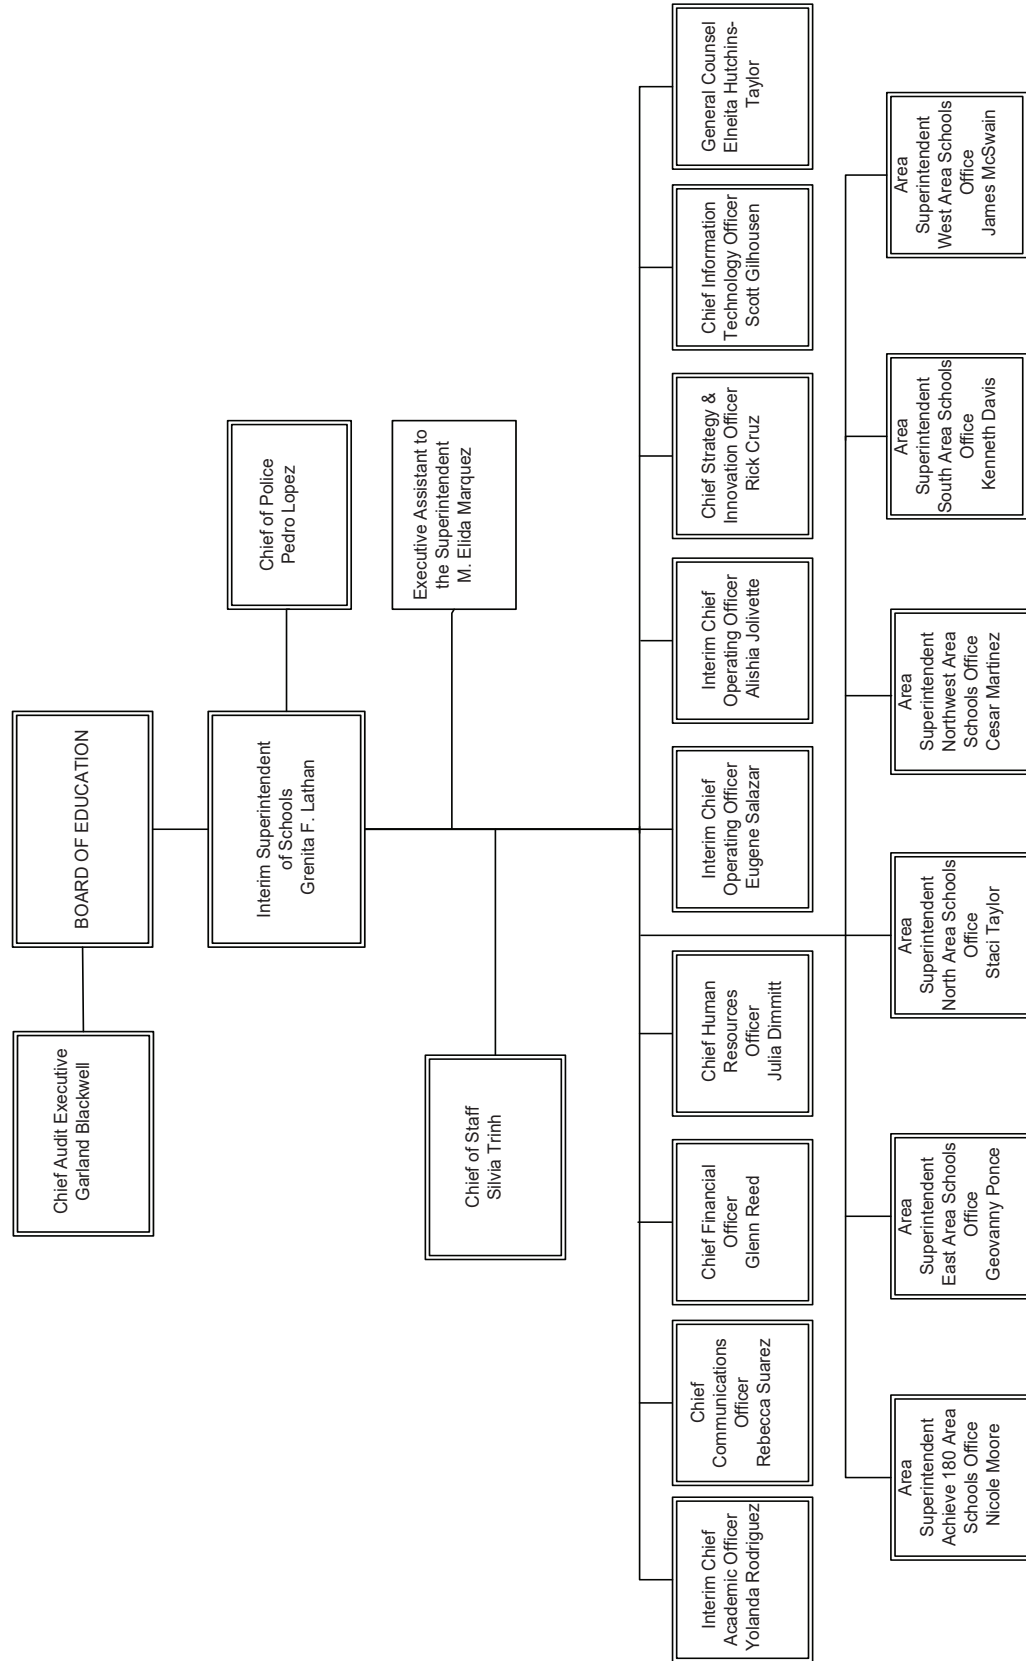 BOARD OF EDUCATION
Chief Audit Executive
Garland Blackwell
Interim Superintendent
of Schools
Grenita F. Lathan
Chief of Police
Pedro Lopez
Executive Assistant to
the Superintendent
M. Elida Marquez
Chief of Staff
Silvia Trinh
Interim Chief
Academic Officer
Yolanda Rodriguez
Chief
Communications
Officer
Rebecca Suarez
Chief Financial
Officer
Glenn Reed
Chief Human
Resources
Officer
Julia Dimmitt
Interim Chief
Operating Officer
Eugene Salazar
Interim Chief
Operating Officer
Alishia Jolivette
Chief Strategy &
Innovation Officer
Rick Cruz
Chief Information
Technology Officer
Scott Gilhousen
General Counsel
Elneita Hutchins-
Taylor
Area
Superintendent
Achieve 180 Area
Schools Office
Nicole Moore
Area
Superintendent
East Area Schools
Office
Geovanny Ponce
Area
Superintendent
North Area Schools
Office
Staci Taylor
Area
Superintendent
Northwest Area
Schools Office
Cesar Martinez
Area
Superintendent
South Area Schools
Office
Kenneth Davis
Area
Superintendent
West Area Schools
Office
James McSwain